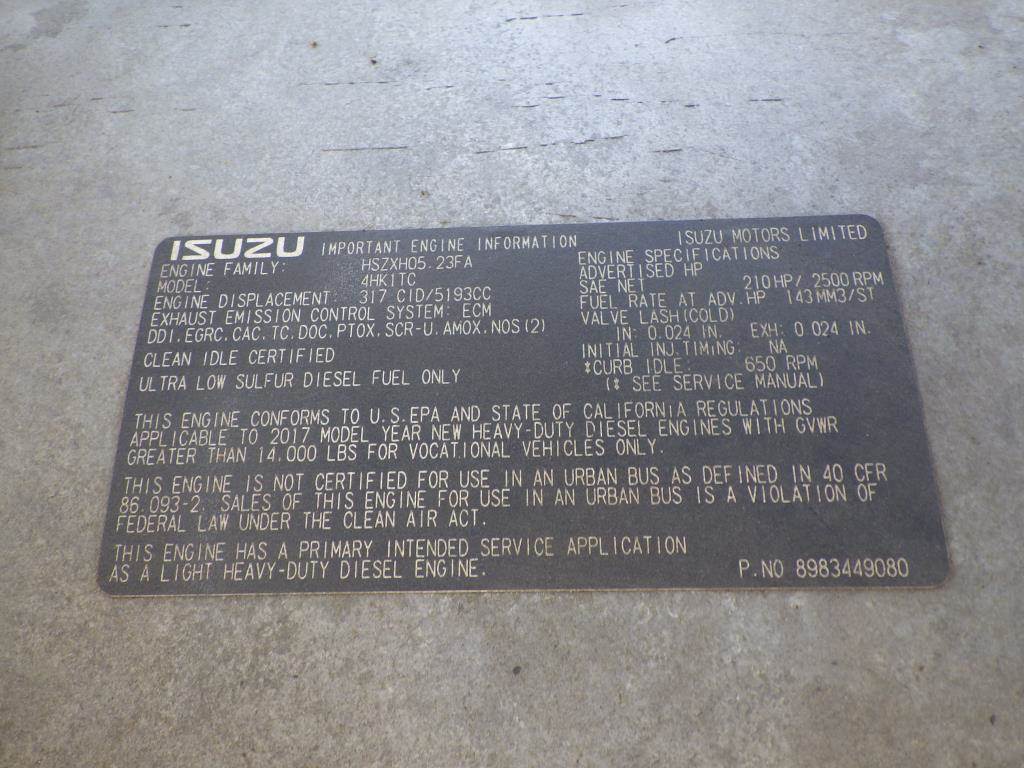 ISUZU IMPORTANT ENGINE INFORMATION
ENGINE FAMILY: HSZXH05.23FA
MODEL: 4HK1TC
ENGINE DISPLACEMENT: 317 CID/5193CC
EXHAUST EMISSION CONTROL SYSTEM: ECM
DDI.EGRC.CAC.TC.DOC.PTOX.SCR-U.AMOX.NOS(2)
CLEAN IDLE CERTIFIED
ULTRA LOW SULFUR DIESEL FUEL ONLY
ISUZU MOTORS LIMITED
ENGINE SPECIFICATIONS
ADVERTISED HP
SAE NET 210HP/ 2500RPM
FUEL RATE AT ADV.HP 143MM3/ST
VALVE LASH(COLD)
IN: 0.024 IN. EXH: 0.024 IN.
INITIAL INJ.TIMING: NA
*CURB IDLE: 650 RPM
(* SEE SERVICE MANUAL)
THIS ENGINE CONFORMS TO U.S.EPA AND STATE OF CALIFORNIA REGULATIONS
APPLICABLE TO 2017 MODEL YEAR NEW HEAVY-DUTY DIESEL ENGINES WITH GVWR
GREATER THAN 14.000 LBS FOR VOCATIONAL VEHICLES ONLY.
THIS ENGINE IS NOT CERTIFIED FOR USE IN AN URBAN BUS AS DEFINED IN 40 CFR
86.093-2. SALES OF THIS ENGINE FOR USE IN AN URBAN BUS IS A VIOLATION OF
FEDERAL LAW UNDER THE CLEAN AIR ACT.
THIS ENGINE HAS A PRIMARY INTENDED SERVICE APPLICATION
AS A LIGHT HEAVY-DUTY DIESEL ENGINE.
P.NO 8983449080